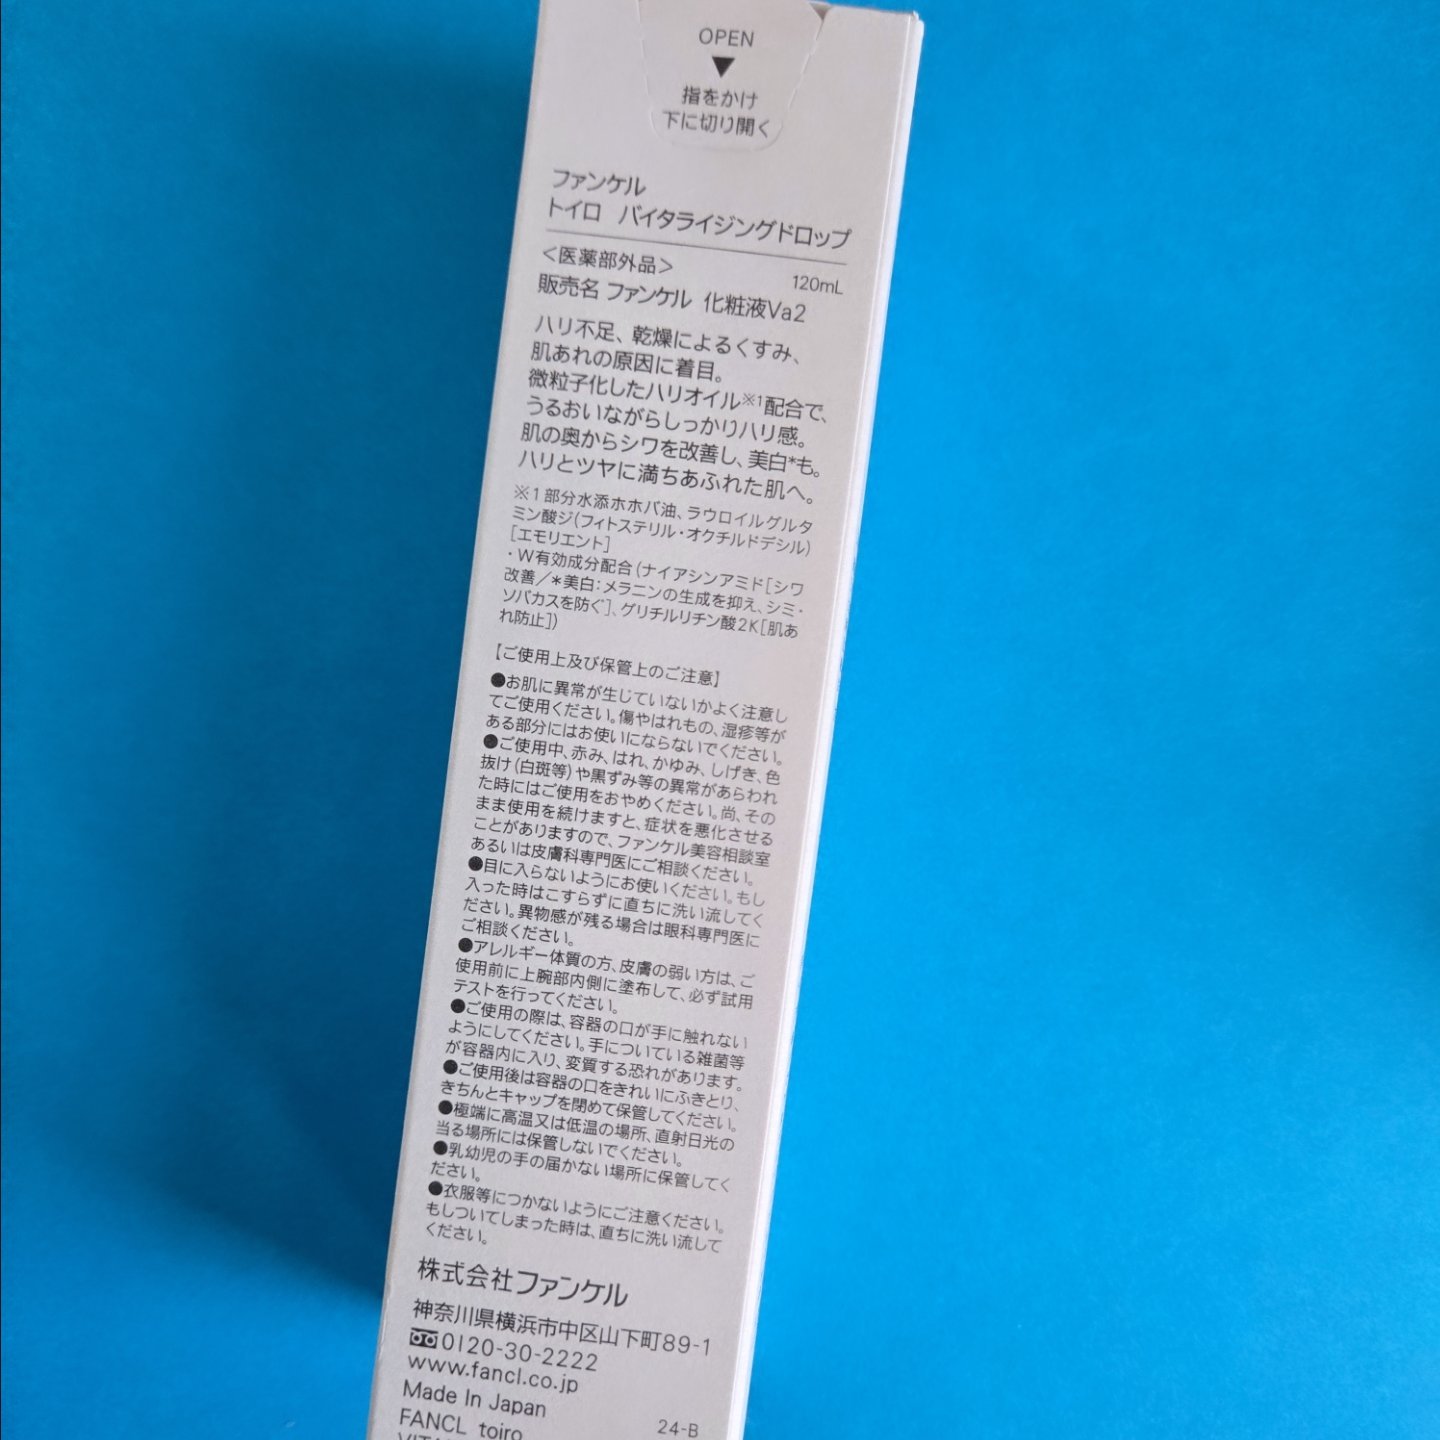 OPEN
▼
指をかけ
下に切り開く
ファンケル
トイロ バイタライジングドロップ
<医薬部外品> 120mL
販売名 ファンケル 化粧液Va2
ハリ不足、乾燥によるくすみ、
肌あれの原因に着目。
微粒子化したハリオイル※1配合で、
うるおいながらしっかりハリ感。
肌の奥からシワを改善し、美白*も。
ハリとツヤに満ちあふれた肌へ。
※1 部分水添ホホバ油、ラウロイルグルタ
ミン酸ジ(フィトステリル・オクチルドデシル)
[エモリエント]
・W有効成分配合(ナイアシンアミド[シワ
改善/*美白:メラニンの生成を抑え、シミ・
ソバカスを防ぐ]、グリチルリチン酸2K[肌あ
れ防止])
【ご使用上及び保管上のご注意】
●お肌に異常が生じていないかよく注意し
てご使用ください。傷やはれもの、湿疹等が
ある部分にはお使いにならないでください。
●ご使用中、赤み、はれ、かゆみ、しげき、色
抜け(白斑等)や黒ずみ等の異常があらわれ
た時にはご使用をおやめください。尚、その
まま使用を続けますと、症状を悪化させる
ことがありますので、ファンケル美容相談室
あるいは皮膚科専門医にご相談ください。
●目に入らないようにお使いください。もし
入った時はこすらずに直ちに洗い流してく
ださい。異物感が残る場合は眼科専門医に
ご相談ください。
●アレルギー体質の方、皮膚の弱い方は、ご
使用前に上腕部内側に塗布して、必ず試用
テストを行ってください。
●ご使用の際は、容器の口が手に触れない
ようにしてください。手についている雑菌等
が容器内に入り、変質する恐れがあります。
●ご使用後は容器の口をきれいにふきとり、
きちんとキャップを閉めて保管してください。
●極端に高温又は低温の場所、直射日光の
当る場所には保管しないでください。
●乳幼児の手の届かない場所に保管してく
ださい。
●衣服等につかないようにご注意ください。
もしついてしまった時は、直ちに洗い流して
ください。
株式会社ファンケル
神奈川県横浜市中区山下町89-1
0120-30-2222
www.fancl.co.jp
Made In Japan
FANCL toiro 24-B